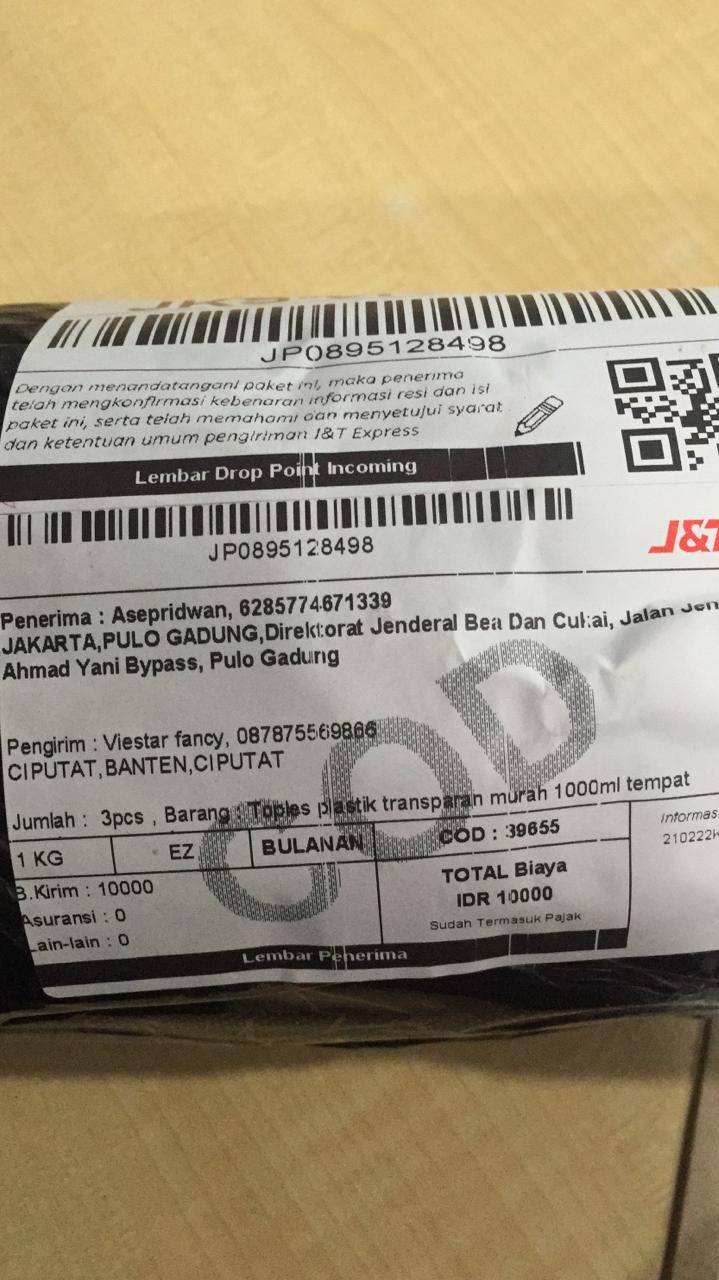 JP0895128498
Dengan menandatangani paket ini, maka penerima
telah mengkonfirmasi kebenaran informasi resi dan isi
paket ini, serta telah memahami dan menyetujui syarat
dan ketentuan umum pengiriman J&T Express
Lembar Drop Point Incoming
JP0895128498
J&T
Penerima : Asepridwan, 6285774671339
JAKARTA,PULO GADUNG,Direktorat Jenderal Bea Dan Cukai, Jalan Jen
Ahmad Yani Bypass, Pulo Gadung
Pengirim : Viestar fancy, 087875569866
CIPUTAT,BANTEN,CIPUTAT
COD
Jumlah : 3pcs , Barang : Toples plastik transparan murah 1000ml tempat
1 KG EZ BULANAN COD : 39655
B.Kirim : 10000
Asuransi : 0
Lain-lain : 0
TOTAL Biaya
IDR 10000
Sudah Termasuk Pajak
Informas
210222
Lembar Penerima